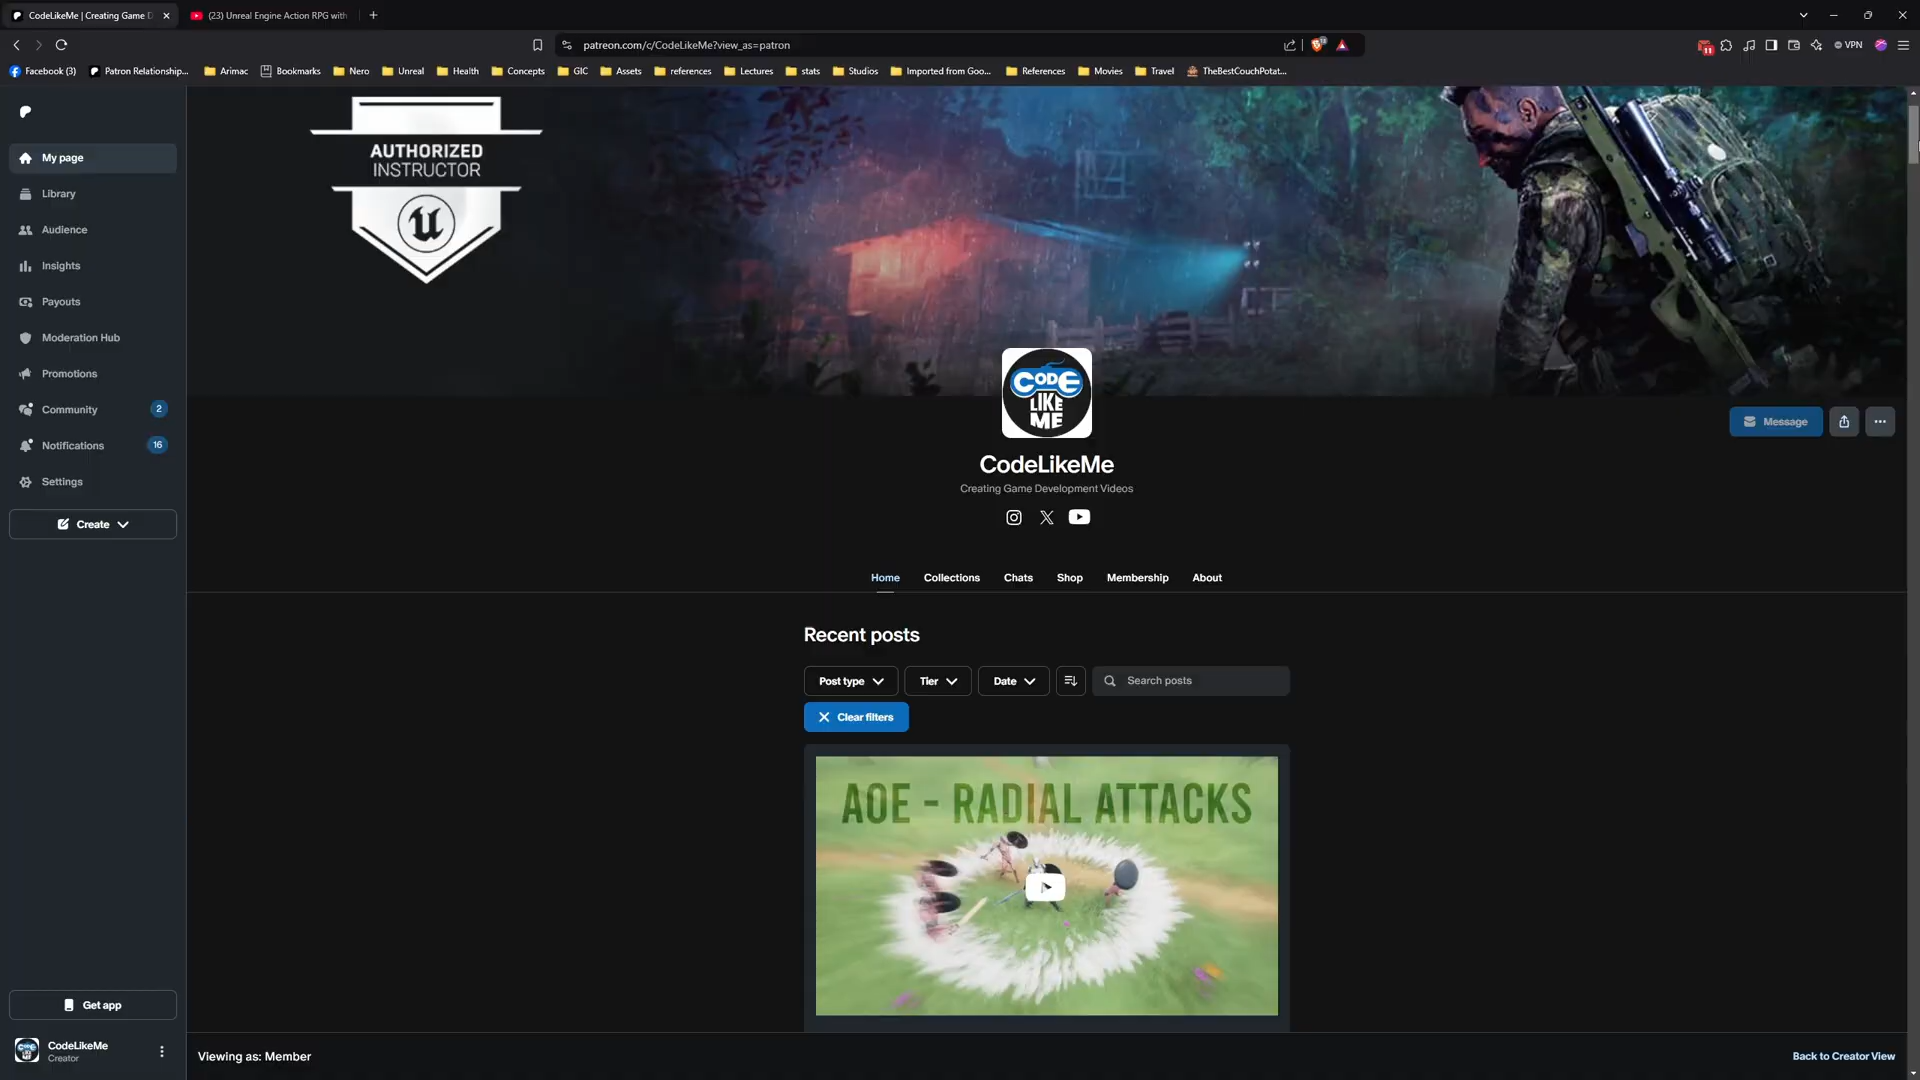 CodeLikeMe | Creating Game D
(23) Unreal Engine Action RPG with
patreon.com/c/CodeLikeMe?view_as=patron
VPN
Facebook (3)
Patron Relationship...
Arimac
Bookmarks
Nero
Unreal
Health
Concepts
GIC
Assets
references
Lectures
stats
Studios
Imported from Goo...
References
Movies
Travel
TheBestCouchPotat...
My page
Library
Audience
Insights
Payouts
Moderation Hub
Promotions
Community 2
Notifications 16
Settings
Create
Get app
CodeLikeMe
Creator
AUTHORIZED
INSTRUCTOR
CODE
LIKE
ME
Message
CodeLikeMe
Creating Game Development Videos
Home
Collections
Chats
Shop
Membership
About
Recent posts
Post type
Tier
Date
Search posts
Clear filters
AOE - RADIAL ATTACKS
Viewing as: Member
Back to Creator View